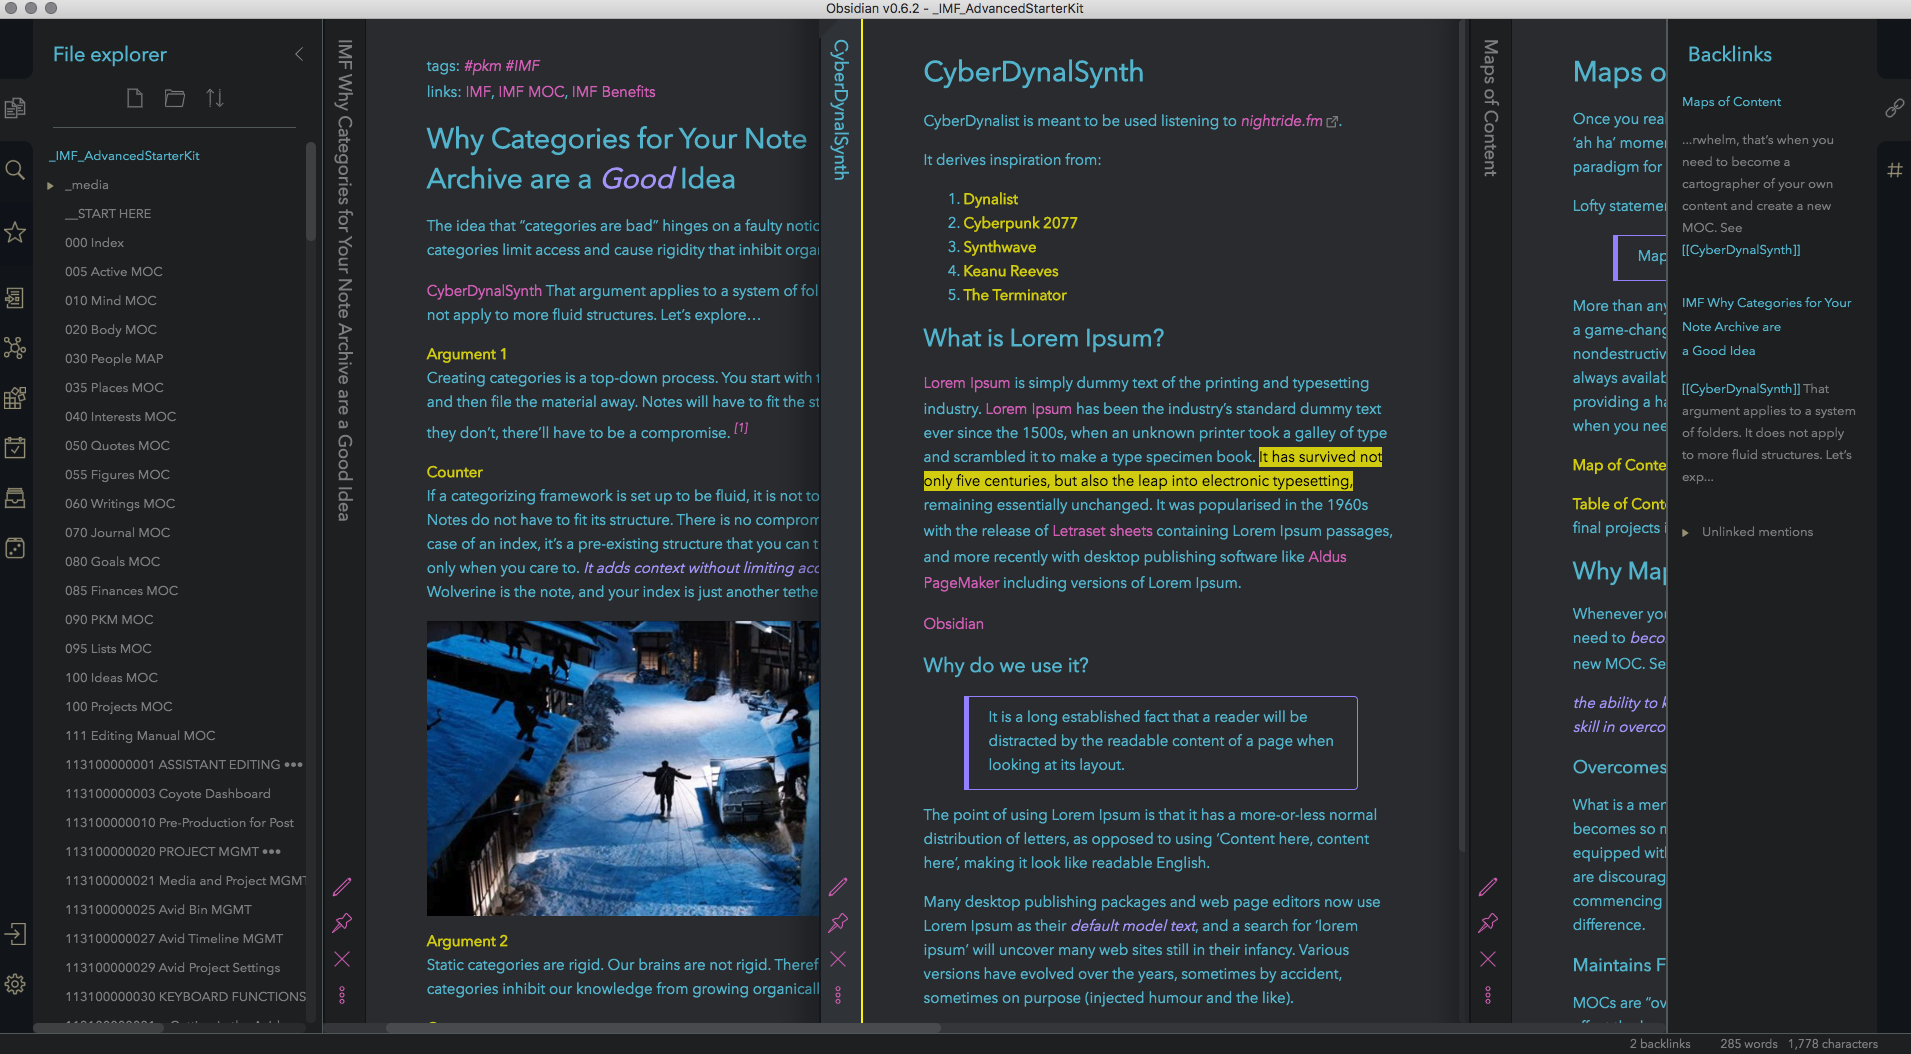 Obsidian v0.6.2 - _IMF_AdvancedStarterKit
File explorer
_IMF_AdvancedStarterKit
_media
__START HERE
000 Index
005 Active MOC
010 Mind MOC
020 Body MOC
030 People MAP
035 Places MOC
040 Interests MOC
050 Quotes MOC
055 Figures MOC
060 Writings MOC
070 Journal MOC
080 Goals MOC
085 Finances MOC
090 PKM MOC
095 Lists MOC
100 Ideas MOC
100 Projects MOC
111 Editing Manual MOC
113100000001 ASSISTANT EDITING •••
113100000003 Coyote Dashboard
113100000010 Pre-Production for Post
113100000020 PROJECT MGMT •••
113100000021 Media and Project MGMT
113100000025 Avid Bin MGMT
113100000027 Avid Timeline MGMT
113100000029 Avid Project Settings
113100000030 KEYBOARD FUNCTIONS
IMF Why Categories for Your Note Archive are a Good Idea
tags: #pkm #IMF
links: IMF, IMF MOC, IMF Benefits
Why Categories for Your Note
Archive are a Good Idea
The idea that “categories are bad” hinges on a faulty notic
categories limit access and cause rigidity that inhibit orga
CyberDynalSynth That argument applies to a system of fol
not apply to more fluid structures. Let’s explore…
Argument 1
Creating categories is a top-down process. You start with t
and then file the material away. Notes will have to fit the st
they don’t, there’ll have to be a compromise. [1]
Counter
If a categorizing framework is set up to be fluid, it is not to
Notes do not have to fit its structure. There is no comprom
case of an index, it’s a pre-existing structure that you can t
only when you care to. It adds context without limiting acc
Wolverine is the note, and your index is just another tethe
Argument 2
Static categories are rigid. Our brains are not rigid. Theref
categories inhibit our knowledge from growing organicall
CyberDynalSynth
CyberDynalSynth
CyberDynalist is meant to be used listening to nightride.fm.
It derives inspiration from:
1. Dynalist
2. Cyberpunk 2077
3. Synthwave
4. Keanu Reeves
5. The Terminator
What is Lorem Ipsum?
Lorem Ipsum is simply dummy text of the printing and typesetting
industry. Lorem Ipsum has been the industry’s standard dummy text
ever since the 1500s, when an unknown printer took a galley of type
and scrambled it to make a type specimen book. It has survived not
only five centuries, but also the leap into electronic typesetting,
remaining essentially unchanged. It was popularised in the 1960s
with the release of Letraset sheets containing Lorem Ipsum passages,
and more recently with desktop publishing software like Aldus
PageMaker including versions of Lorem Ipsum.
Obsidian
Why do we use it?
It is a long established fact that a reader will be
distracted by the readable content of a page when
looking at its layout.
The point of using Lorem Ipsum is that it has a more-or-less normal
distribution of letters, as opposed to using ‘Content here, content
here’, making it look like readable English.
Many desktop publishing packages and web page editors now use
Lorem Ipsum as their default model text, and a search for ‘lorem
ipsum’ will uncover many web sites still in their infancy. Various
versions have evolved over the years, sometimes by accident,
sometimes on purpose (injected humour and the like).
Maps of Content
Maps o
Once you rea
‘ah ha’ mome
paradigm for
Lofty stateme
Map
More than any
a game-chang
nondestructiv
always availab
providing a ha
when you nee
Map of Conte
Table of Cont
final projects i
Why Map
Whenever you
need to beco
new MOC. Se
the ability to k
skill in overco
Overcomes
What is a mer
becomes so m
equipped wit
are discourag
commencing
difference.
Maintains F
MOCs are “ov
Backlinks
Maps of Content
...rwhelm, that’s when you
need to become a
cartographer of your own
content and create a new
MOC. See
[[CyberDynalSynth]]
IMF Why Categories for Your
Note Archive are
a Good Idea
[[CyberDynalSynth]] That
argument applies to a system
of folders. It does not apply
to more fluid structures. Let’s
exp...
Unlinked mentions
2 backlinks 285 words 1,778 characters